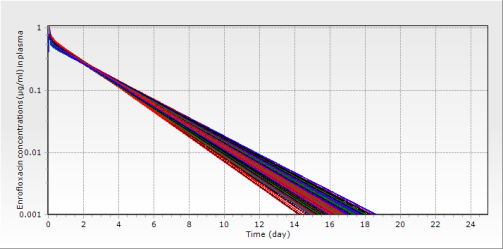 Enrofloxacin concentrations (μg/ml) in plasma
1
0.1
0.01
0.001
0 2 4 6 8 10 12 14 16 18 20 22 24
Time (day)